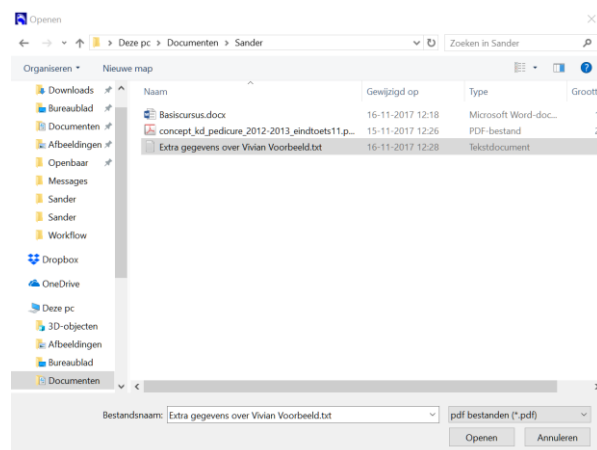 Openen
Deze pc > Documenten > Sander
Zoeken in Sander
Organiseren
Nieuwe map
Downloads
Bureaublad
Documenten
Afbeeldingen
Openbaar
Messages
Sander
Sander
Workflow
Dropbox
OneDrive
Deze pc
3D-objecten
Afbeeldingen
Bureaublad
Documenten
Naam Gewijzigd op Type Groott
Basiscursus.docx 16-11-2017 12:18 Microsoft Word-doc...
concept_kd_pedicure_2012-2013_eindtoets11.p... 15-11-2017 12:26 PDF-bestand
Extra gegevens over Vivian Voorbeeld.txt 16-11-2017 12:28 Tekstdocument
Bestandsnaam: Extra gegevens over Vivian Voorbeeld.txt pdf bestanden (*.pdf)
Openen Annuleren